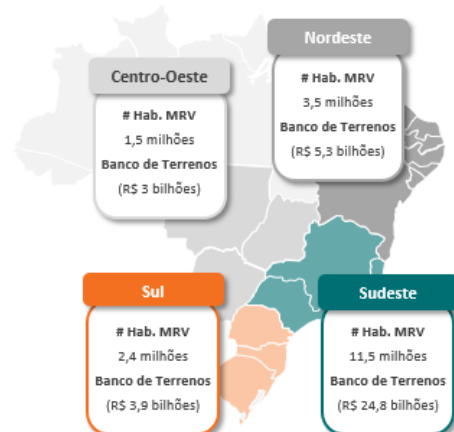 Nordeste
# Hab. MRV
3,5 milhões
Banco de Terrenos
(R$ 5,3 bilhões)
Centro-Oeste
# Hab. MRV
1,5 milhões
Banco de Terrenos
(R$ 3 bilhões)
Sul
# Hab. MRV
2,4 milhões
Banco de Terrenos
(R$ 3,9 bilhões)
Sudeste
# Hab. MRV
11,5 milhões
Banco de Terrenos
(R$ 24,8 bilhões)